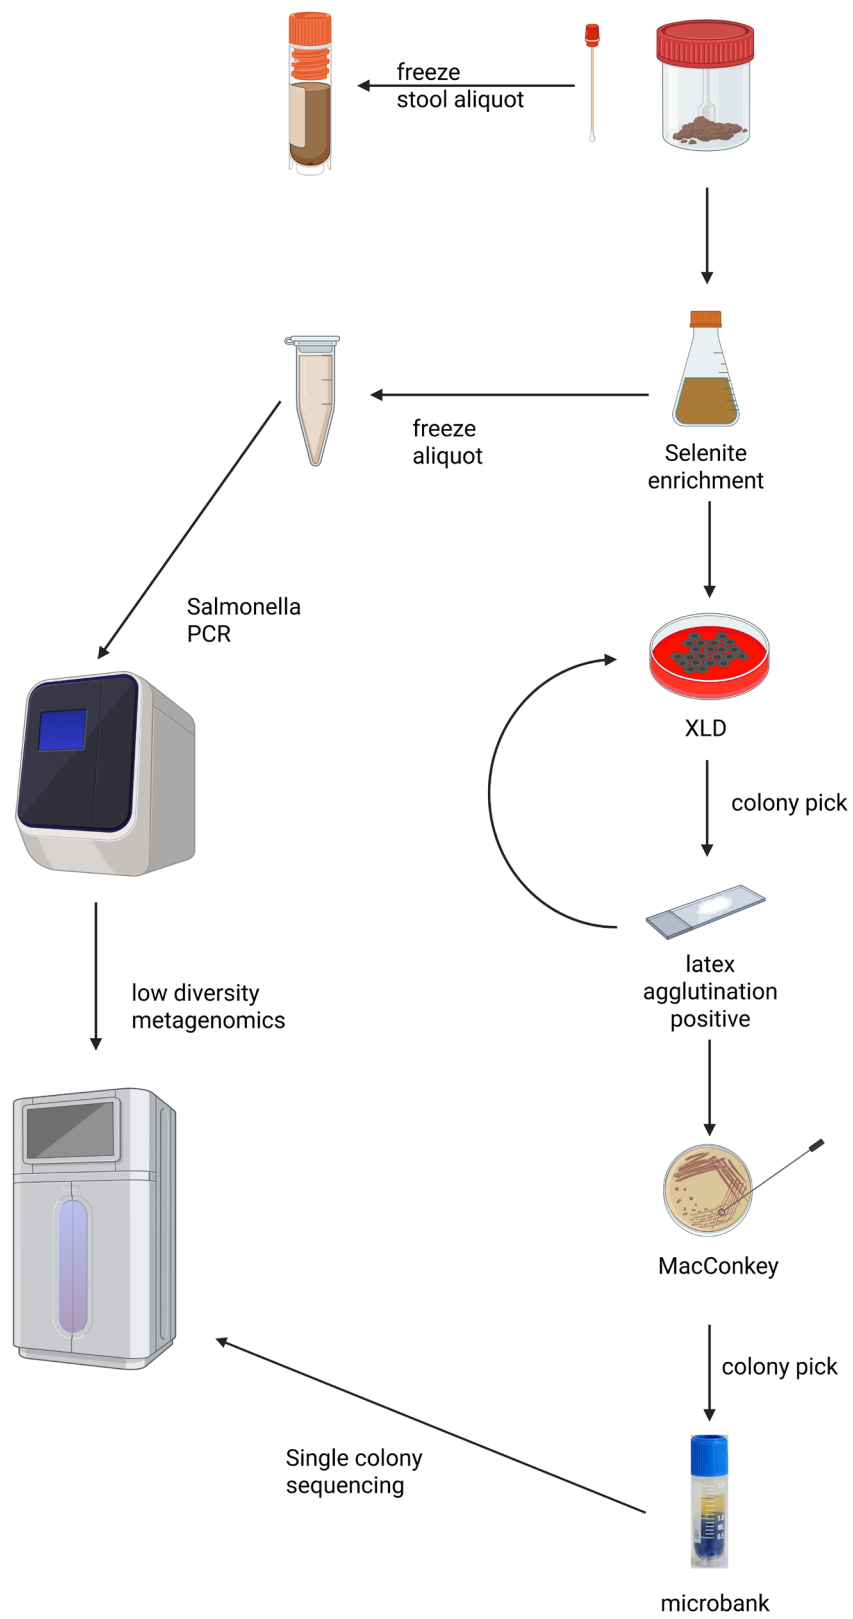 freeze
stool aliquot
freeze
aliquot
Selenite
enrichment
Salmonella
PCR
XLD
colony pick
latex
agglutination
positive
low diversity
metagenomics
MacConkey
colony pick
Single colony
sequencing
microbank